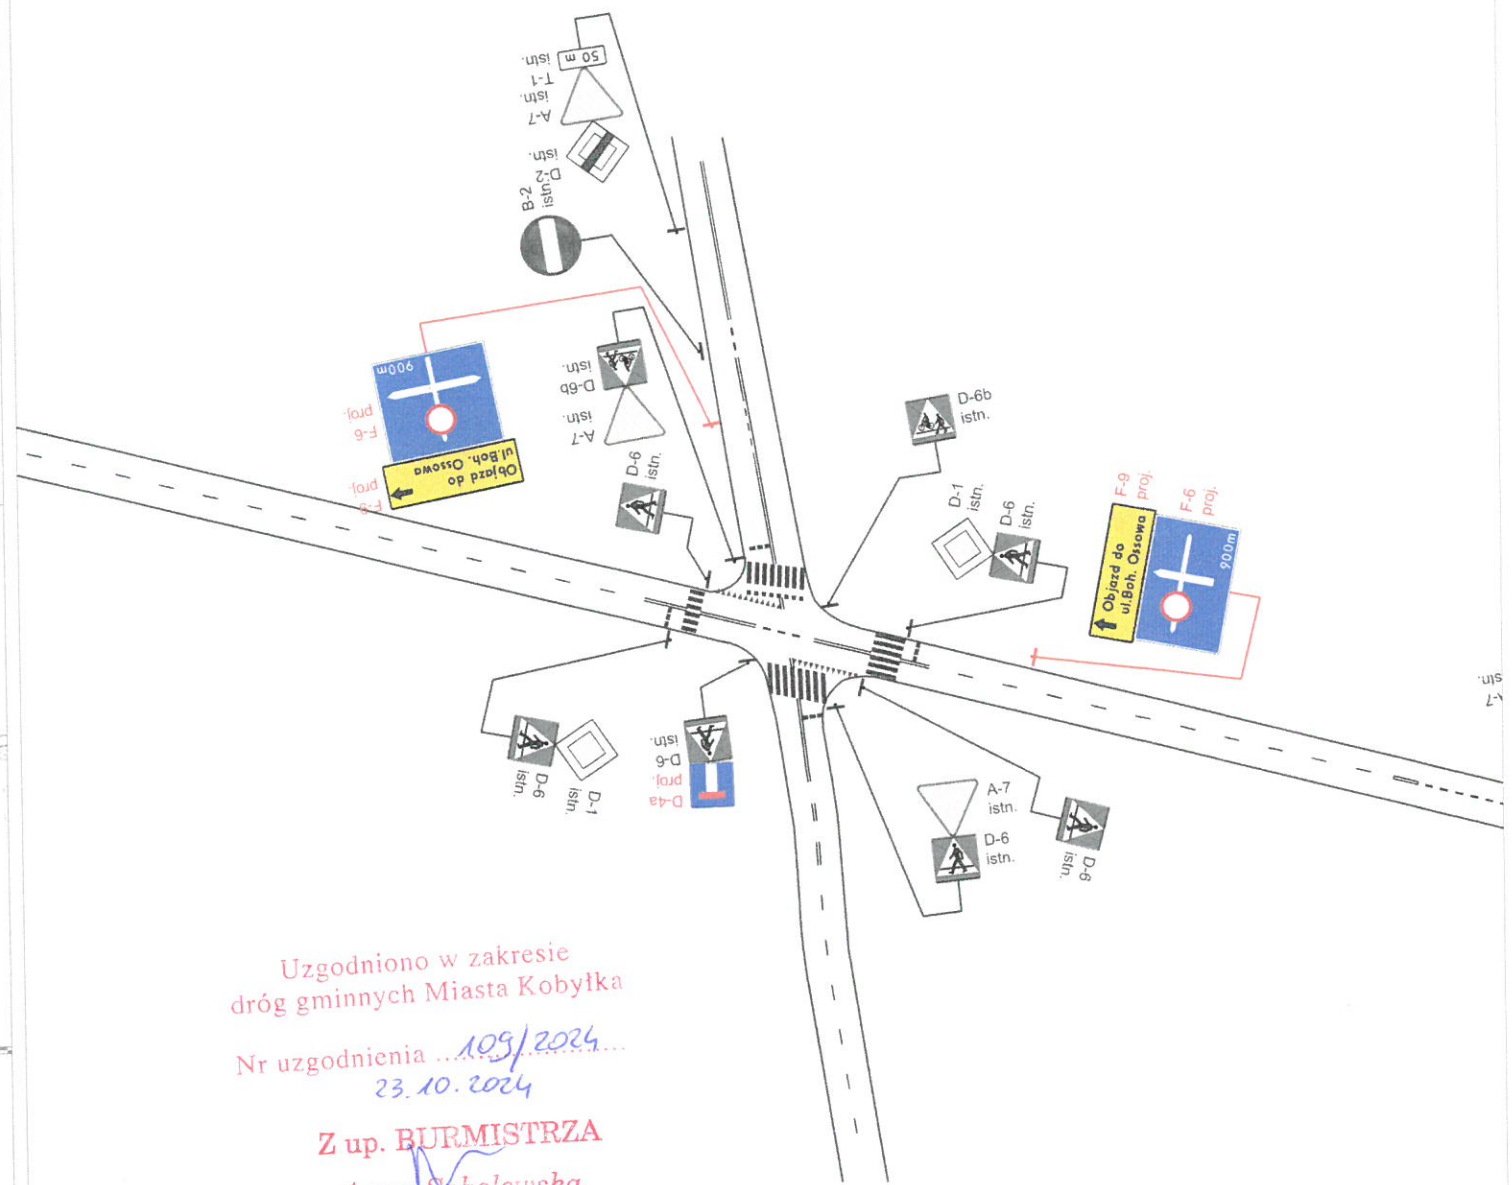 50 m
istn.
T-1
istn.
A-7
istn.
D-2
B-2
istn.
900m
proj.
F-6
Objazd do
ul.Boh. Ossowa
proj.
F-9
istn.
D-6b
istn.
A-7
D-6
istn.
D-6b
istn.
D-1
istn.
D-6
istn.
F-9
proj.
F-6
proj.
Objazd do
ul.Boh. Ossowa
900m
istn.
A-7
D-6
istn.
D-1
istn.
istn.
D-6
proj.
D-4a
A-7
istn.
D-6
istn.
D-6
istn.
Uzgodniono w zakresie
dróg gminnych Miasta Kobyłka
Nr uzgodnienia ...109/2024...
23.10.2024
Z up. BURMISTRZA